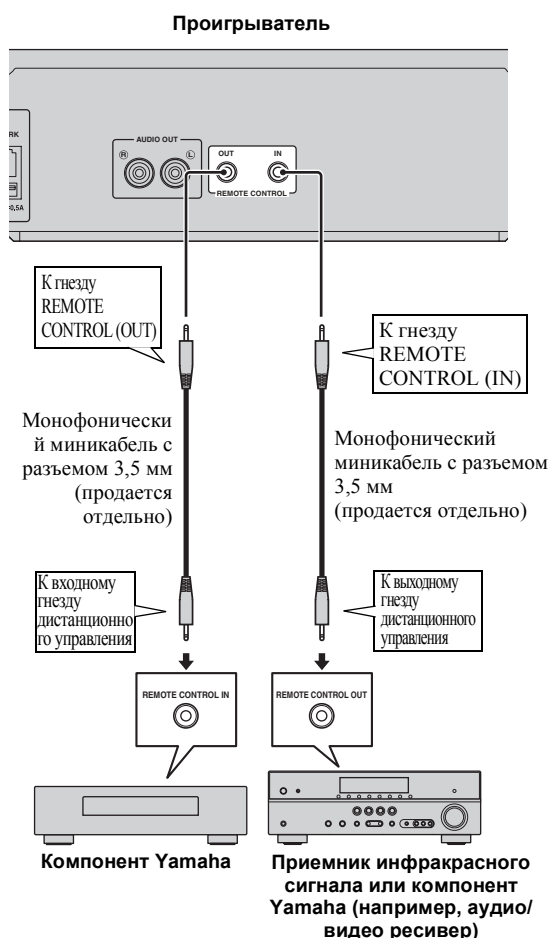 Проигрыватель
RK
0,5A
AUDIO OUT
R
L
OUT
IN
REMOTE CONTROL
К гнезду
REMOTE
CONTROL (OUT)
К гнезду
REMOTE
CONTROL (IN)
Монофонически
й миникабель с
разъемом 3,5 мм
(продается
отдельно)
Монофонический
миникабель с разъемом
3,5 мм
(продается отдельно)
К входному
гнезду
дистанционно
го управления
К выходному
гнезду
дистанционного
управления
REMOTE CONTROL IN
REMOTE CONTROL OUT
Компонент Yamaha
Приемник инфракрасного
сигнала или компонент
Yamaha (например, аудио/
видео ресивер)